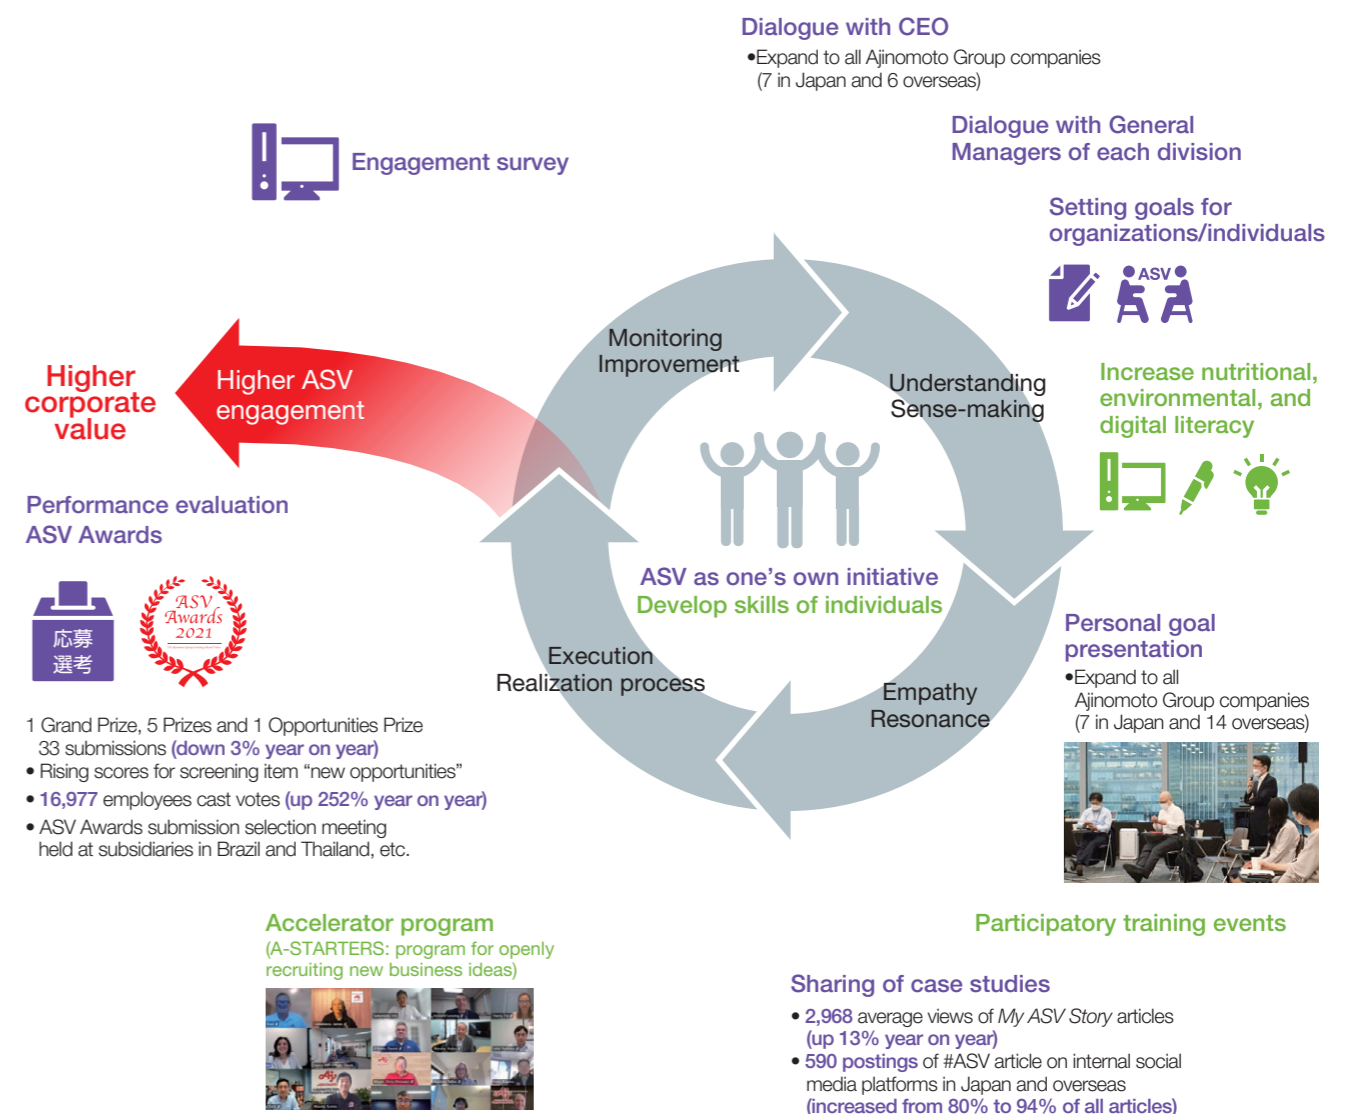 Dialogue with CEO
•Expand to all Ajinomoto Group companies
(7 in Japan and 6 overseas)
Dialogue with General
Managers of each division
Engagement survey
Setting goals for
organizations/individuals
ASV
Monitoring
Improvement
Understanding
Sense-making
Increase nutritional,
environmental, and
digital literacy
Higher
corporate
value
Higher ASV
engagement
Performance evaluation
ASV Awards
応募
選考
ASV
Awards
2021
ASV as one's own initiative
Develop skills of individuals
Execution
Realization process
Empathy
Resonance
Personal goal
presentation
•Expand to all
Ajinomoto Group companies
(7 in Japan and 14 overseas)
1 Grand Prize, 5 Prizes and 1 Opportunities Prize
33 submissions (down 3% year on year)
• Rising scores for screening item “new opportunities”
• 16,977 employees cast votes (up 252% year on year)
• ASV Awards submission selection meeting
held at subsidiaries in Brazil and Thailand, etc.
Accelerator program
(A-STARTERS: program for openly
recruiting new business ideas)
Participatory training events
Sharing of case studies
• 2,968 average views of My ASV Story articles
(up 13% year on year)
• 590 postings of #ASV article on internal social
media platforms in Japan and overseas
(increased from 80% to 94% of all articles)